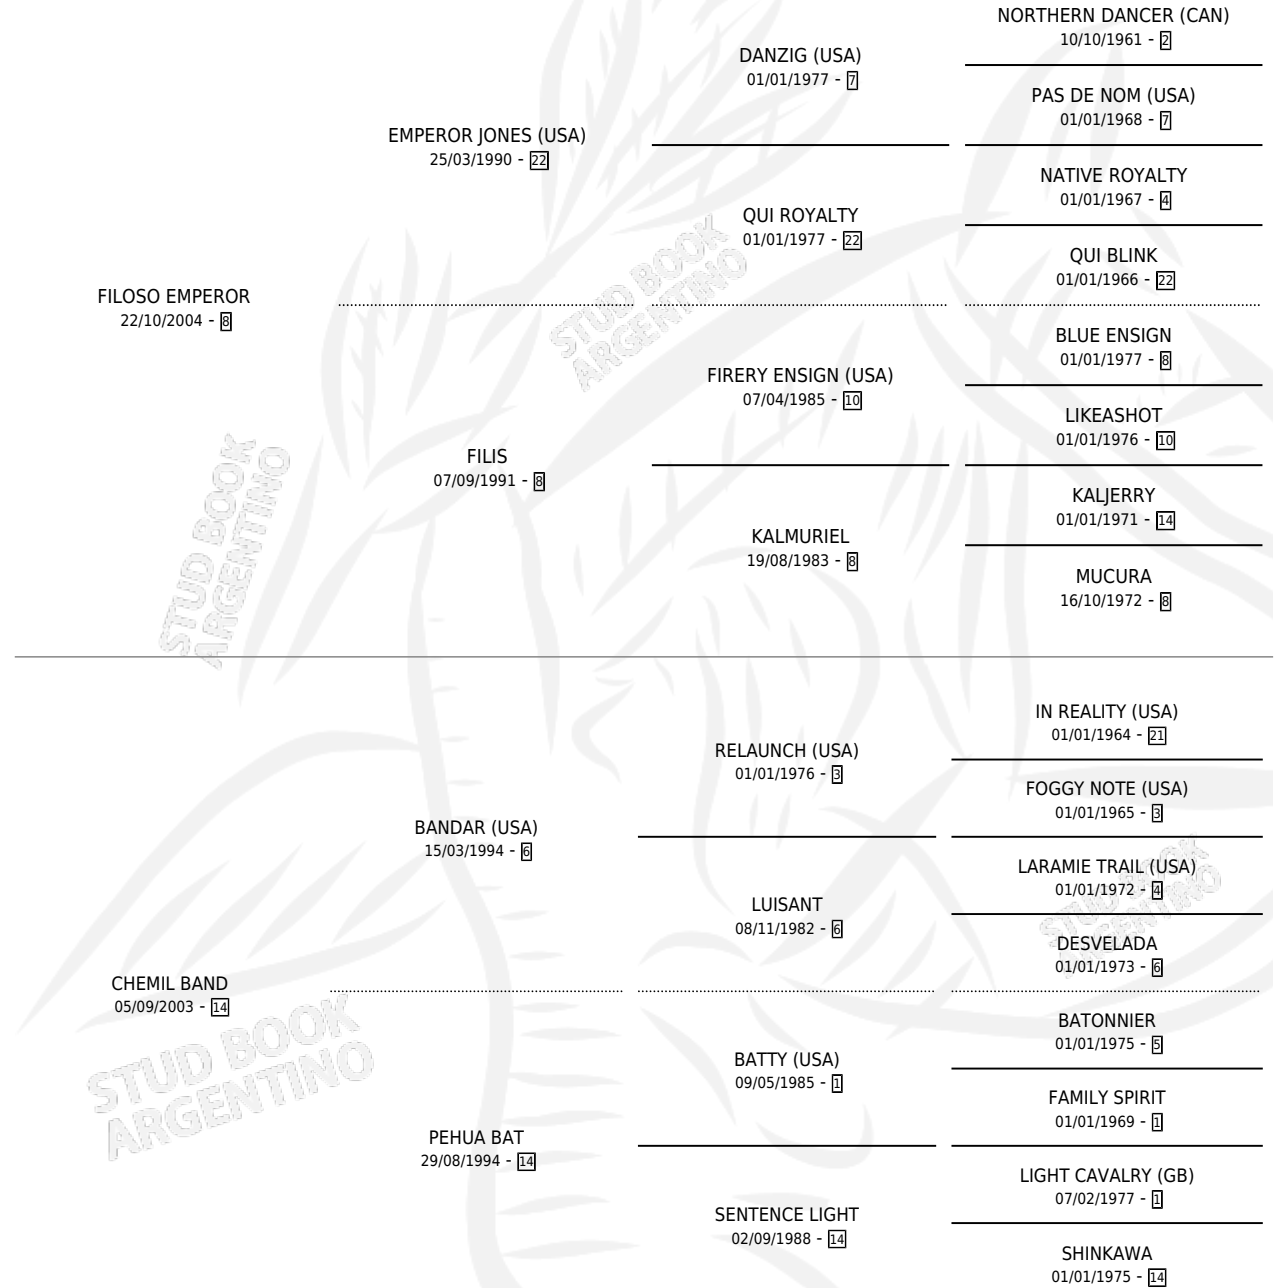 NORTHERN DANCER (CAN)
10/10/1961 - 2
DANZIG (USA)
01/01/1977 - 7
PAS DE NOM (USA)
01/01/1968 - 7
EMPEROR JONES (USA)
25/03/1990 - 22
NATIVE ROYALTY
01/01/1967 - 4
QUI ROYALTY
01/01/1977 - 22
QUI BLINK
01/01/1966 - 22
FILOSO EMPEROR
22/10/2004 - 8
STUD BOOK
ARGENTINO
BLUE ENSIGN
01/01/1977 - 8
FIRERY ENSIGN (USA)
07/04/1985 - 10
LIKEASHOT
01/01/1976 - 10
FILIS
07/09/1991 - 8
KALJERRY
01/01/1971 - 14
KALMURIEL
19/08/1983 - 8
MUCURA
16/10/1972 - 8
STUD BOOK
ARGENTINO
IN REALITY (USA)
01/01/1964 - 21
RELAUNCH (USA)
01/01/1976 - 3
FOGGY NOTE (USA)
01/01/1965 - 3
BANDAR (USA)
15/03/1994 - 6
LARAMIE TRAIL (USA)
01/01/1972 - 4
LUISANT
08/11/1982 - 6
STUD BOOK
ARGENTINO
DESVELADA
01/01/1973 - 6
CHEMIL BAND
05/09/2003 - 14
STUD BOOK
ARGENTINO
BATONNIER
01/01/1975 - 5
BATTY (USA)
09/05/1985 - 1
FAMILY SPIRIT
01/01/1969 - 1
PEHUA BAT
29/08/1994 - 14
LIGHT CAVALRY (GB)
07/02/1977 - 1
SENTENCE LIGHT
02/09/1988 - 14
SHINKAWA
01/01/1975 - 14